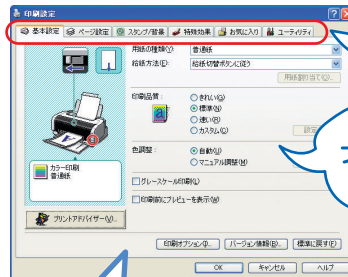 印刷設定
基本設定 ページ設定 スタンプ/背景 特殊効果 お気に入り ユーティリティ
用紙の種類(Y): 普通紙
給紙方法(E): 給紙切替ボタンに従う
用紙割り当て(G)...
印刷品質: きれい(G)
標準(N)
速い(R)
カスタム(C) 設定
色調整: 自動(U)
マニュアル調整(M)
カラー印刷
普通紙
グレースケール印刷(L)
印刷前にプレビューを表示(W)
プリントアドバイザー(V)...
印刷オプション(I)... バージョン情報(B)... 標準に戻す(F)
OK キャンセル ヘルプ